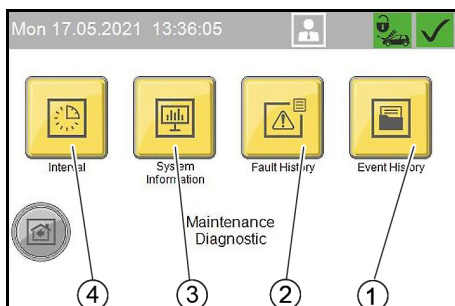 Mon 17.05.2021 13:36:05
Interval
System
Information
Fault History
Event History
Maintenance
Diagnostic
4
3
2
1